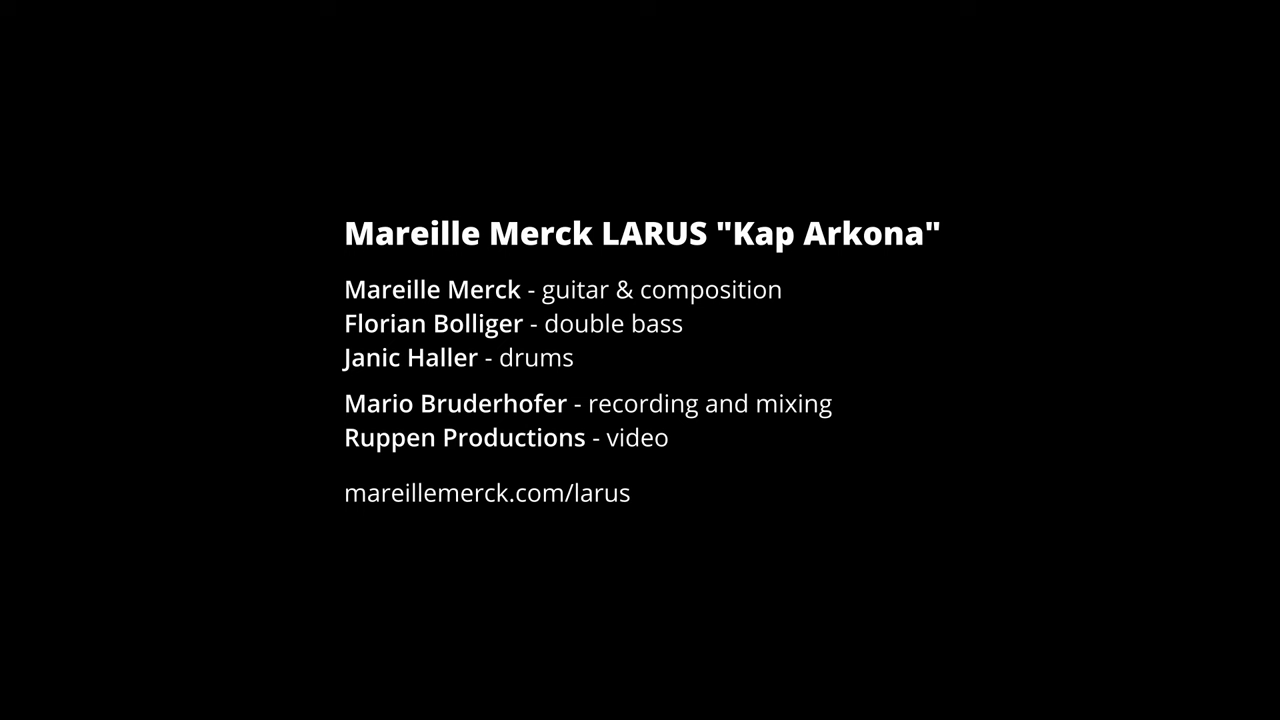 Mareille Merck LARUS "Kap Arkona"
Mareille Merck - guitar & composition
Florian Bolliger - double bass
Janic Haller - drums
Mario Bruderhofer - recording and mixing
Ruppen Productions - video
mareillemerck.com/larus